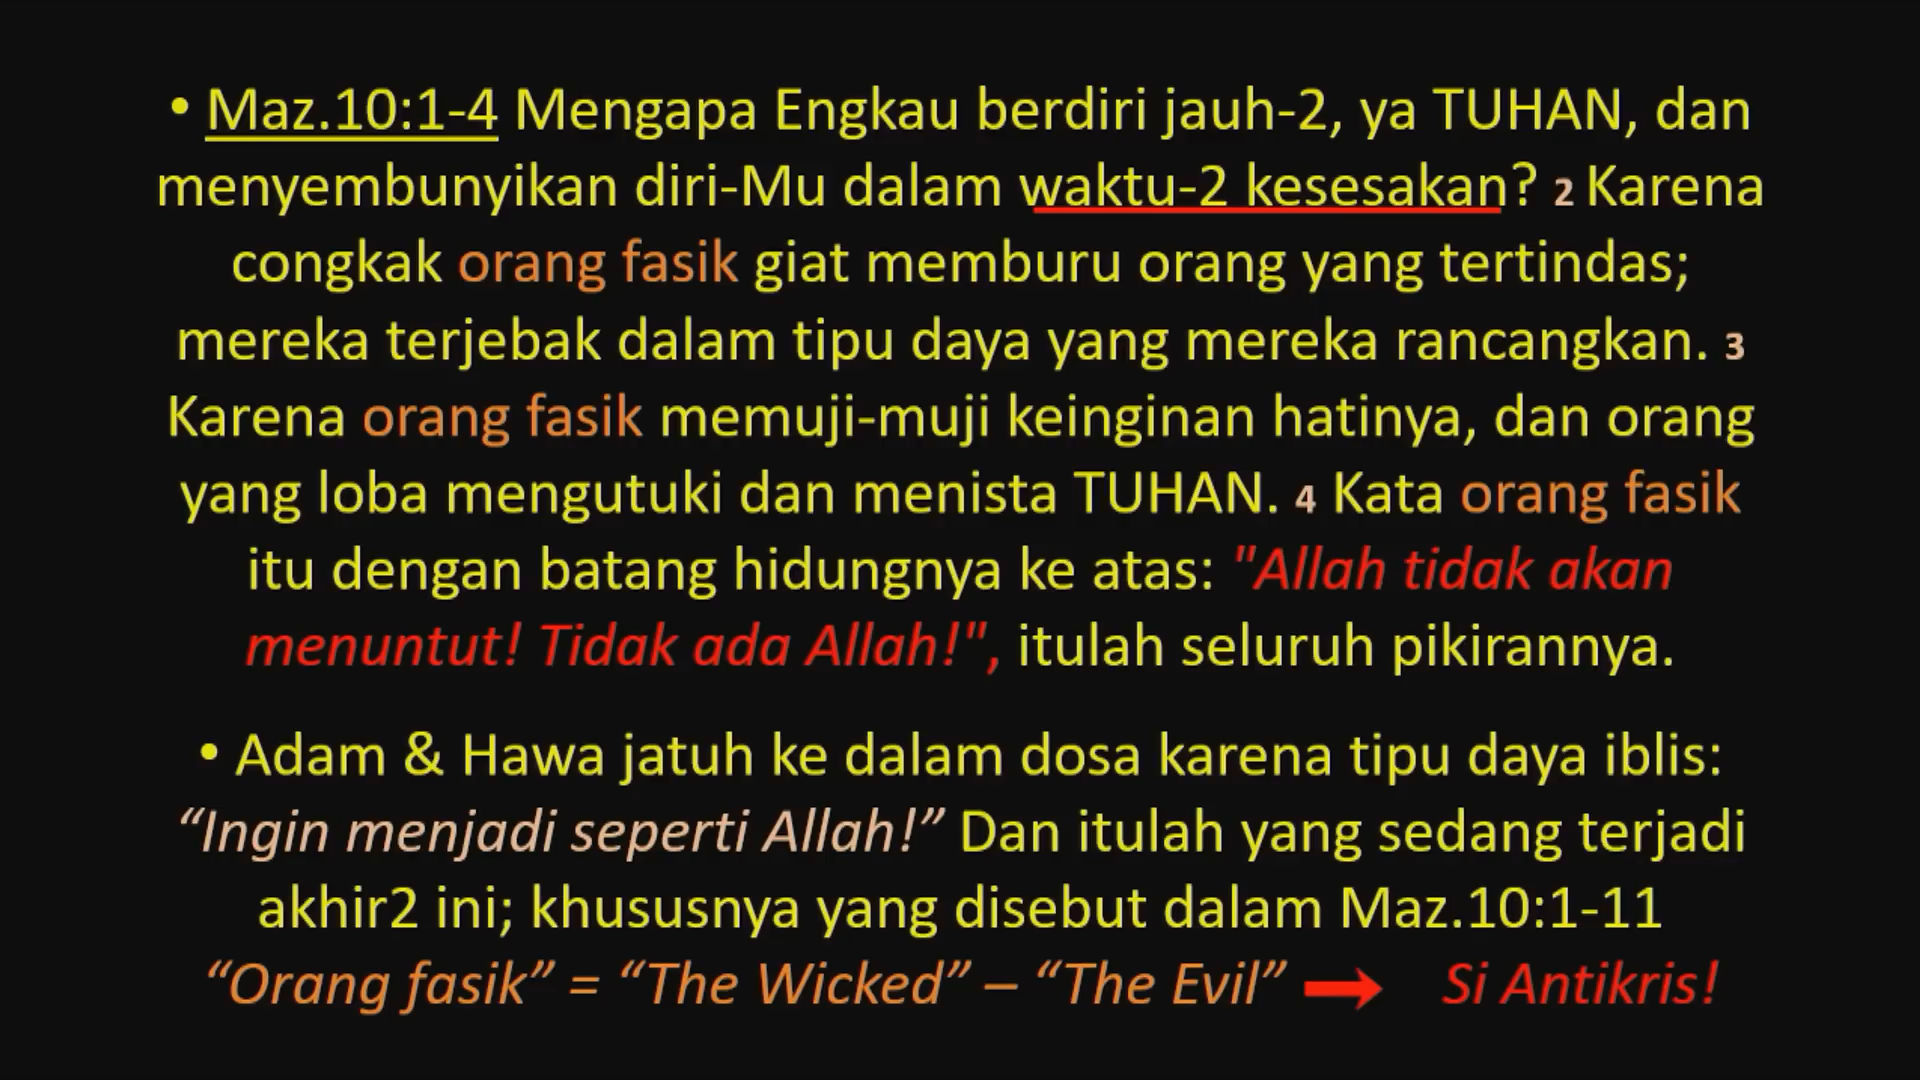 • Maz.10:1-4 Mengapa Engkau berdiri jauh-2, ya TUHAN, dan
menyembunyikan diri-Mu dalam waktu-2 kesesakan? 2 Karena
congkak orang fasik giat memburu orang yang tertindas;
mereka terjebak dalam tipu daya yang mereka rancangkan. 3
Karena orang fasik memuji-muji keinginan hatinya, dan orang
yang loba mengutuki dan menista TUHAN. 4 Kata orang fasik
itu dengan batang hidungnya ke atas: "Allah tidak akan
menuntut! Tidak ada Allah!", itulah seluruh pikirannya.
• Adam & Hawa jatuh ke dalam dosa karena tipu daya iblis:
“Ingin menjadi seperti Allah!” Dan itulah yang sedang terjadi
akhir2 ini; khususnya yang disebut dalam Maz.10:1-11
“Orang fasik” = “The Wicked” – “The Evil” → Si Antikris!